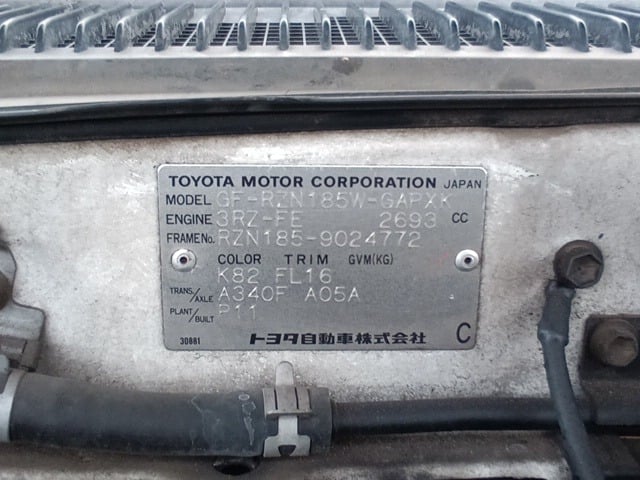 TOYOTA MOTOR CORPORATION JAPAN
MODEL GF-RZN185W-GAPXK
ENGINE 3RZ-FE 2693 CC
FRAME No. RZN185-9024772
COLOR TRIM GVM(KG)
K82 FL16
TRANS./AXLE A340F A05A
PLANT/BUILT P11
30881 トヨタ自動車株式会社 C